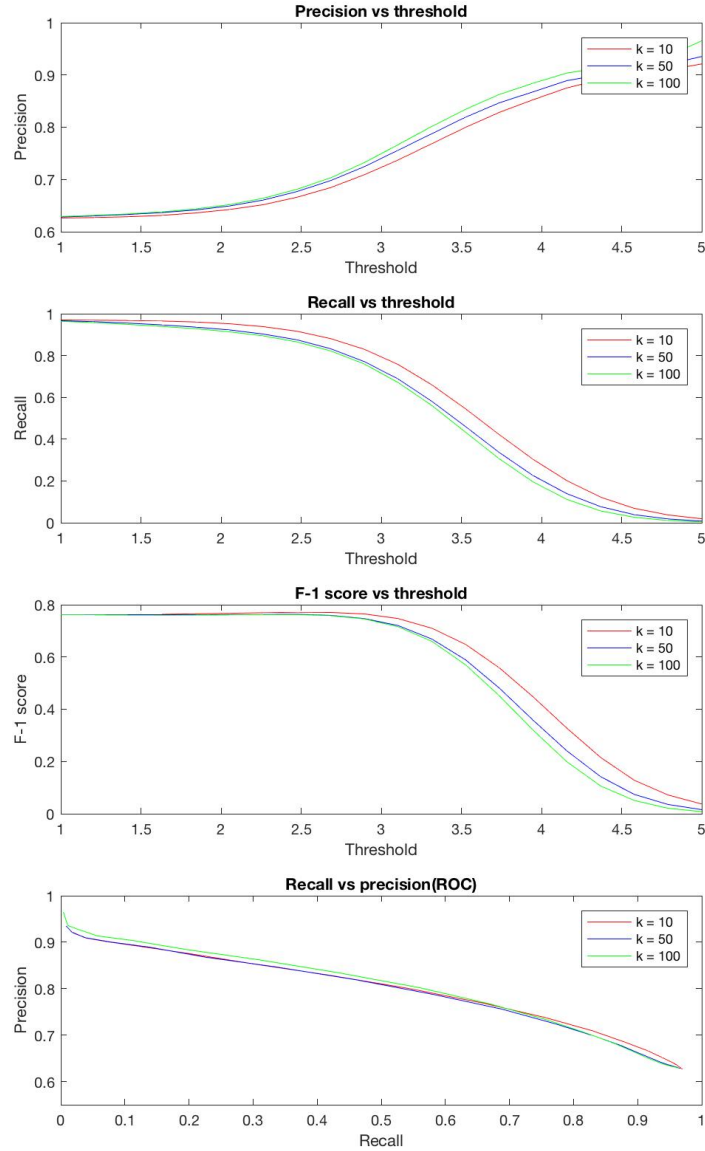 Precision vs threshold
1
0.9
0.8
0.7
0.6
Precision
k = 10
k = 50
k = 100
1 1.5 2 2.5 3 3.5 4 4.5 5
Threshold
Recall vs threshold
1
0.8
0.6
0.4
0.2
0
Recall
k = 10
k = 50
k = 100
1 1.5 2 2.5 3 3.5 4 4.5 5
Threshold
F-1 score vs threshold
0.8
0.6
0.4
0.2
0
F-1 score
k = 10
k = 50
k = 100
1 1.5 2 2.5 3 3.5 4 4.5 5
Threshold
Recall vs precision(ROC)
1
0.9
0.8
0.7
0.6
Precision
k = 10
k = 50
k = 100
0 0.1 0.2 0.3 0.4 0.5 0.6 0.7 0.8 0.9 1
Recall